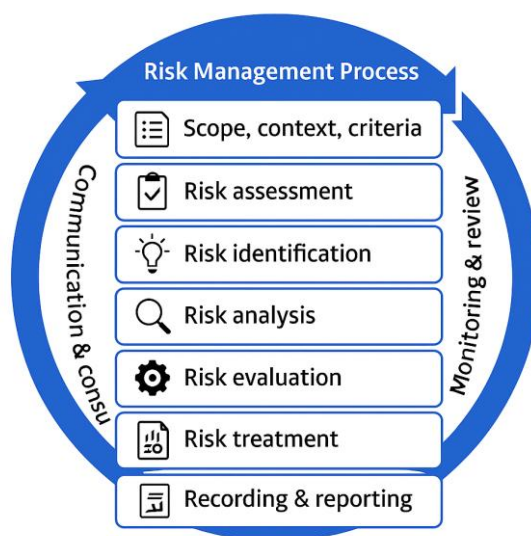 Risk Management Process
Scope, context, criteria
Risk assessment
Risk identification
Risk analysis
Risk evaluation
Risk treatment
Recording & reporting
Communication & consu
Monitoring & review